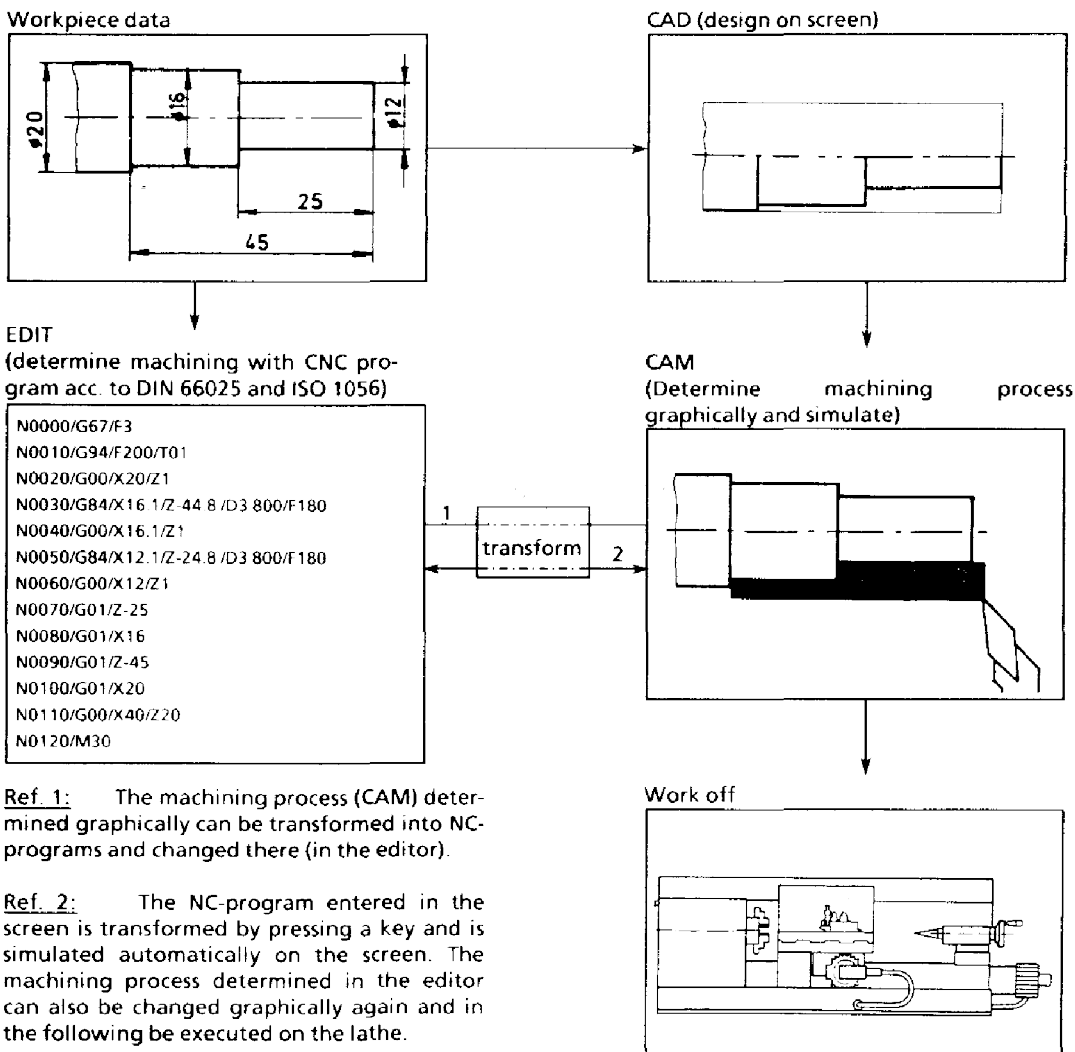 Workpiece data
CAD (design on screen)
ø20
ø16
ø12
25
45
EDIT
(determine machining with CNC pro-
gram acc. to DIN 66025 and ISO 1056)
N0000/G67/F3
N0010/G94/F200/T01
N0020/G00/X20/Z1
N0030/G84/X16.1/Z-44.8/D3 800/F180
N0040/G00/X16.1/Z1
N0050/G84/X12.1/Z-24.8/D3 800/F180
N0060/G00/X12/Z1
N0070/G01/Z-25
N0080/G01/X16
N0090/G01/Z-45
N0100/G01/X20
N0110/G00/X40/Z20
N0120/M30
1
transform
2
CAM
(Determine machining process
graphically and simulate)
Ref. 1: The machining process (CAM) deter-
mined graphically can be transformed into NC-
programs and changed there (in the editor).
Ref. 2: The NC-program entered in the
screen is transformed by pressing a key and is
simulated automatically on the screen. The
machining process determined in the editor
can also be changed graphically again and in
the following be executed on the lathe.
Work off